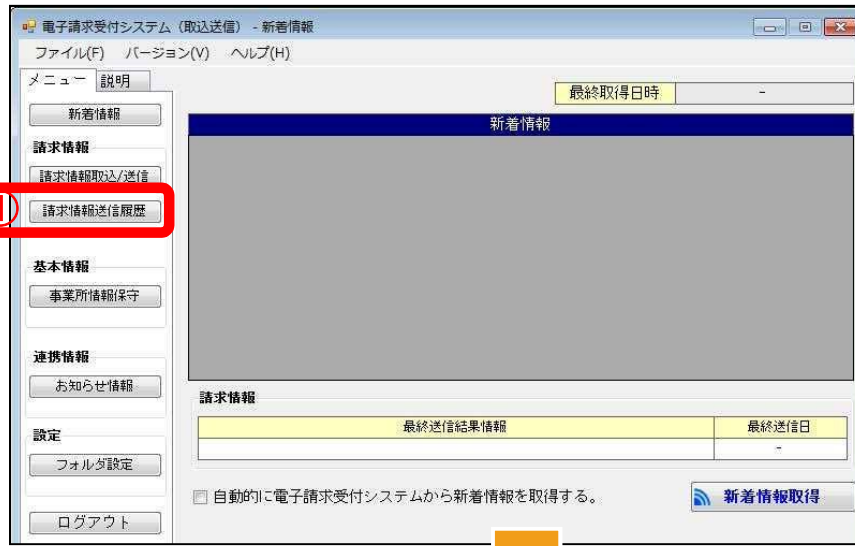 電子請求受付システム（取込送信） - 新着情報
ファイル(F) バージョン(V) ヘルプ(H)
メニュー 説明
最終取得日時 -
新着情報
新着情報
請求情報
請求情報取込/送信
請求情報送信履歴
基本情報
事業所情報保守
連携情報
お知らせ情報
設定
フォルダ設定
ログアウト
請求情報
最終送信結果情報 最終送信日
-
自動的に電子請求受付システムから新着情報を取得する。
新着情報取得